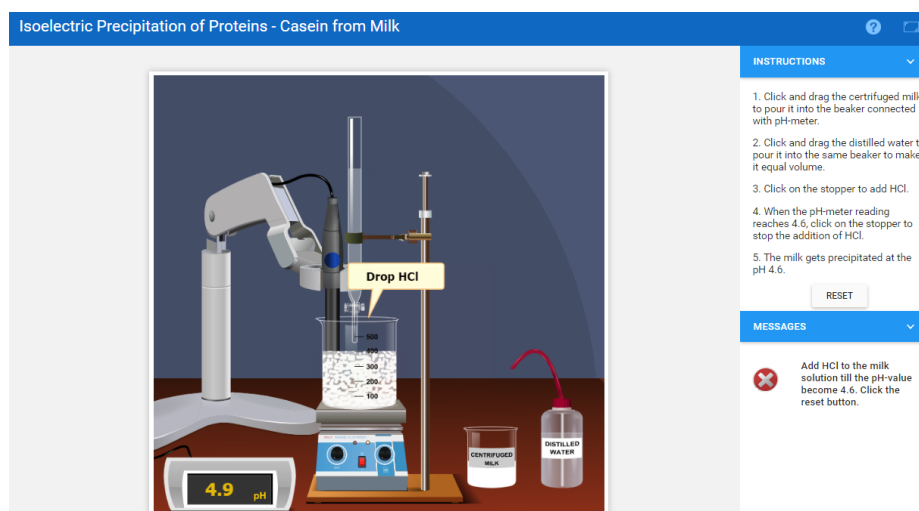 Isoelectric Precipitation of Proteins - Casein from Milk
?
INSTRUCTIONS
1. Click and drag the certrifuged milk
to pour it into the beaker connected
with pH-meter.
2. Click and drag the distilled water t
pour it into the same beaker to make
it equal volume.
3. Click on the stopper to add HCl.
4. When the pH-meter reading
reaches 4.6, click on the stopper to
stop the addition of HCl.
5. The milk gets precipitated at the
pH 4.6.
RESET
MESSAGES
Add HCl to the milk
solution till the pH-value
become 4.6. Click the
reset button.
Drop HCl
500
400
300
200
100
CENTRIFUGED
MILK
DISTILLED
WATER
4.9 pH